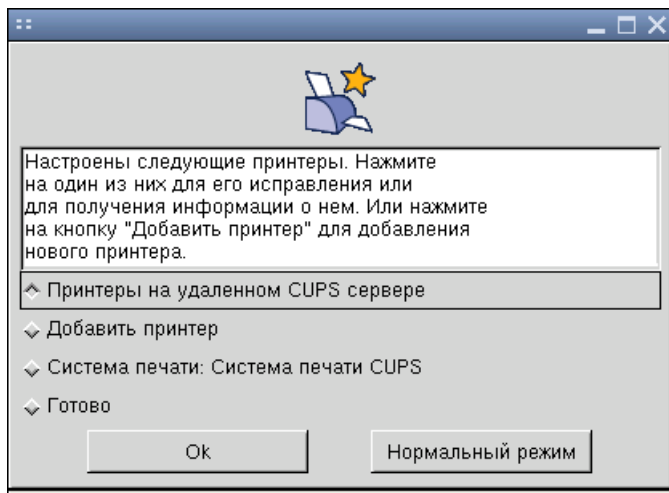 Настроены следующие принтеры. Нажмите
на один из них для его исправления или
для получения информации о нем. Или нажмите
на кнопку "Добавить принтер" для добавления
нового принтера.
Принтеры на удаленном CUPS сервере
Добавить принтер
Система печати: Система печати CUPS
Готово
Ok
Нормальный режим